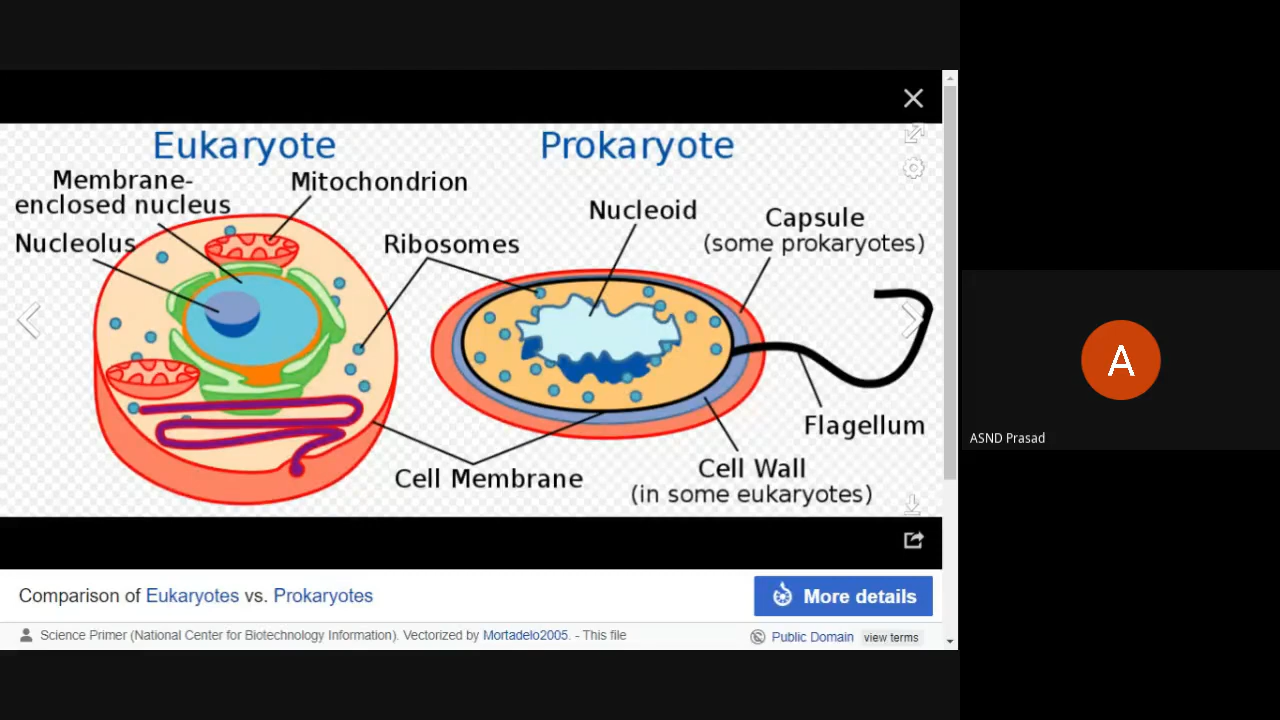 Eukaryote
Prokaryote
Membrane-
enclosed nucleus
Mitochondrion
Nucleolus
Ribosomes
Nucleoid
Capsule
(some prokaryotes)
Flagellum
Cell Membrane
Cell Wall
(in some eukaryotes)
Comparison of Eukaryotes vs. Prokaryotes
More details
Science Primer (National Center for Biotechnology Information). Vectorized by Mortadelo2005. - This file
Public Domain view terms
A
ASND Prasad